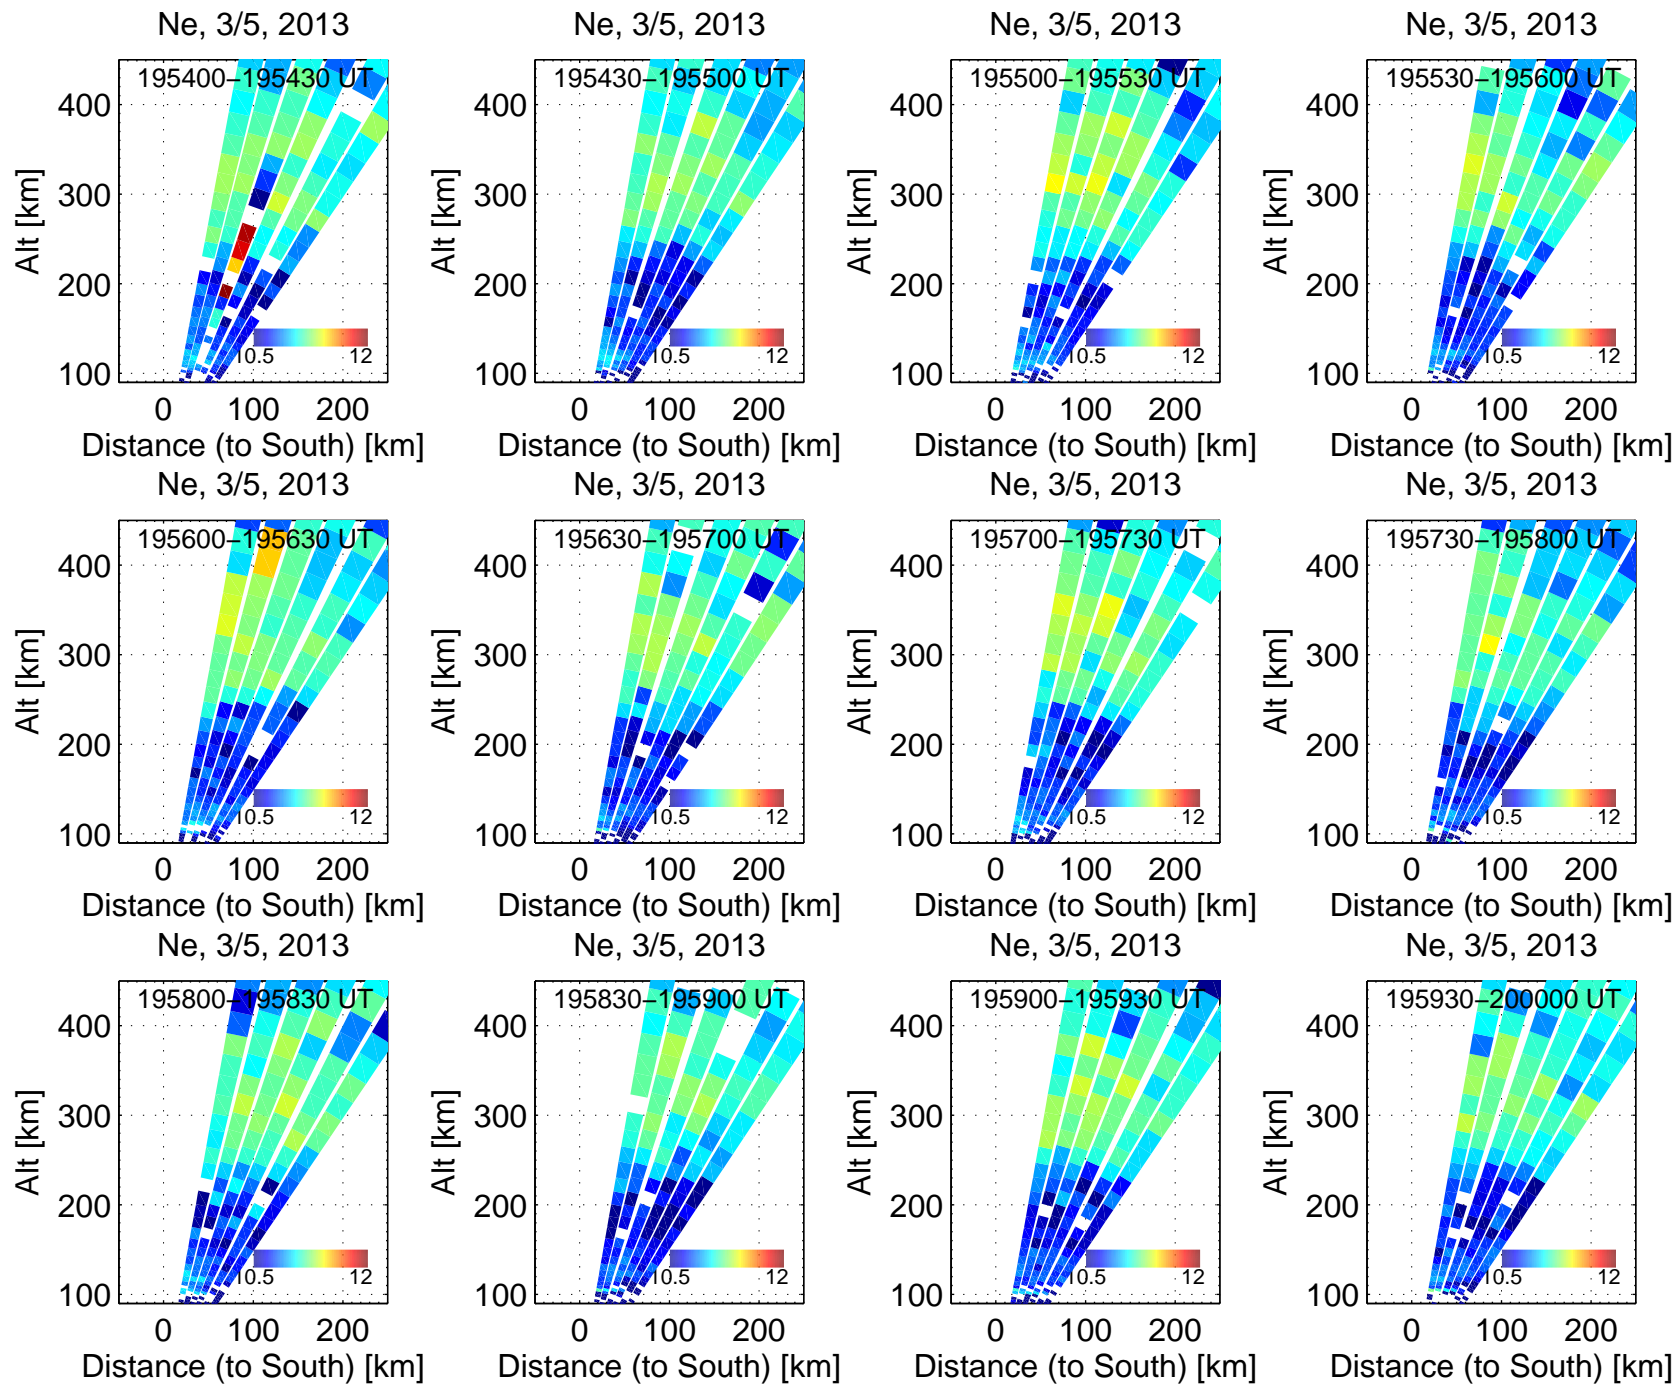 Ne, 3/5, 2013 Ne, 3/5, 2013 Ne, 3/5, 2013 Ne, 3/5, 2013
195400–195430 UT 195430–195500 UT 195500–195530 UT 195530–195600 UT
400 400 400 400
300 300 300 300
200 200 200 200
100 100 100 100
Alt [km] Alt [km] Alt [km] Alt [km]
10.5 12 10.5 12 10.5 12 10.5 12
0 100 200 0 100 200 0 100 200 0 100 200
Distance (to South) [km] Distance (to South) [km] Distance (to South) [km] Distance (to South) [km]
Ne, 3/5, 2013 Ne, 3/5, 2013 Ne, 3/5, 2013 Ne, 3/5, 2013
195600–195630 UT 195630–195700 UT 195700–195730 UT 195730–195800 UT
400 400 400 400
300 300 300 300
200 200 200 200
100 100 100 100
Alt [km] Alt [km] Alt [km] Alt [km]
10.5 12 10.5 12 10.5 12 10.5 12
0 100 200 0 100 200 0 100 200 0 100 200
Distance (to South) [km] Distance (to South) [km] Distance (to South) [km] Distance (to South) [km]
Ne, 3/5, 2013 Ne, 3/5, 2013 Ne, 3/5, 2013 Ne, 3/5, 2013
195800–195830 UT 195830–195900 UT 195900–195930 UT 195930–200000 UT
400 400 400 400
300 300 300 300
200 200 200 200
100 100 100 100
Alt [km] Alt [km] Alt [km] Alt [km]
10.5 12 10.5 12 10.5 12 10.5 12
0 100 200 0 100 200 0 100 200 0 100 200
Distance (to South) [km] Distance (to South) [km] Distance (to South) [km] Distance (to South) [km]